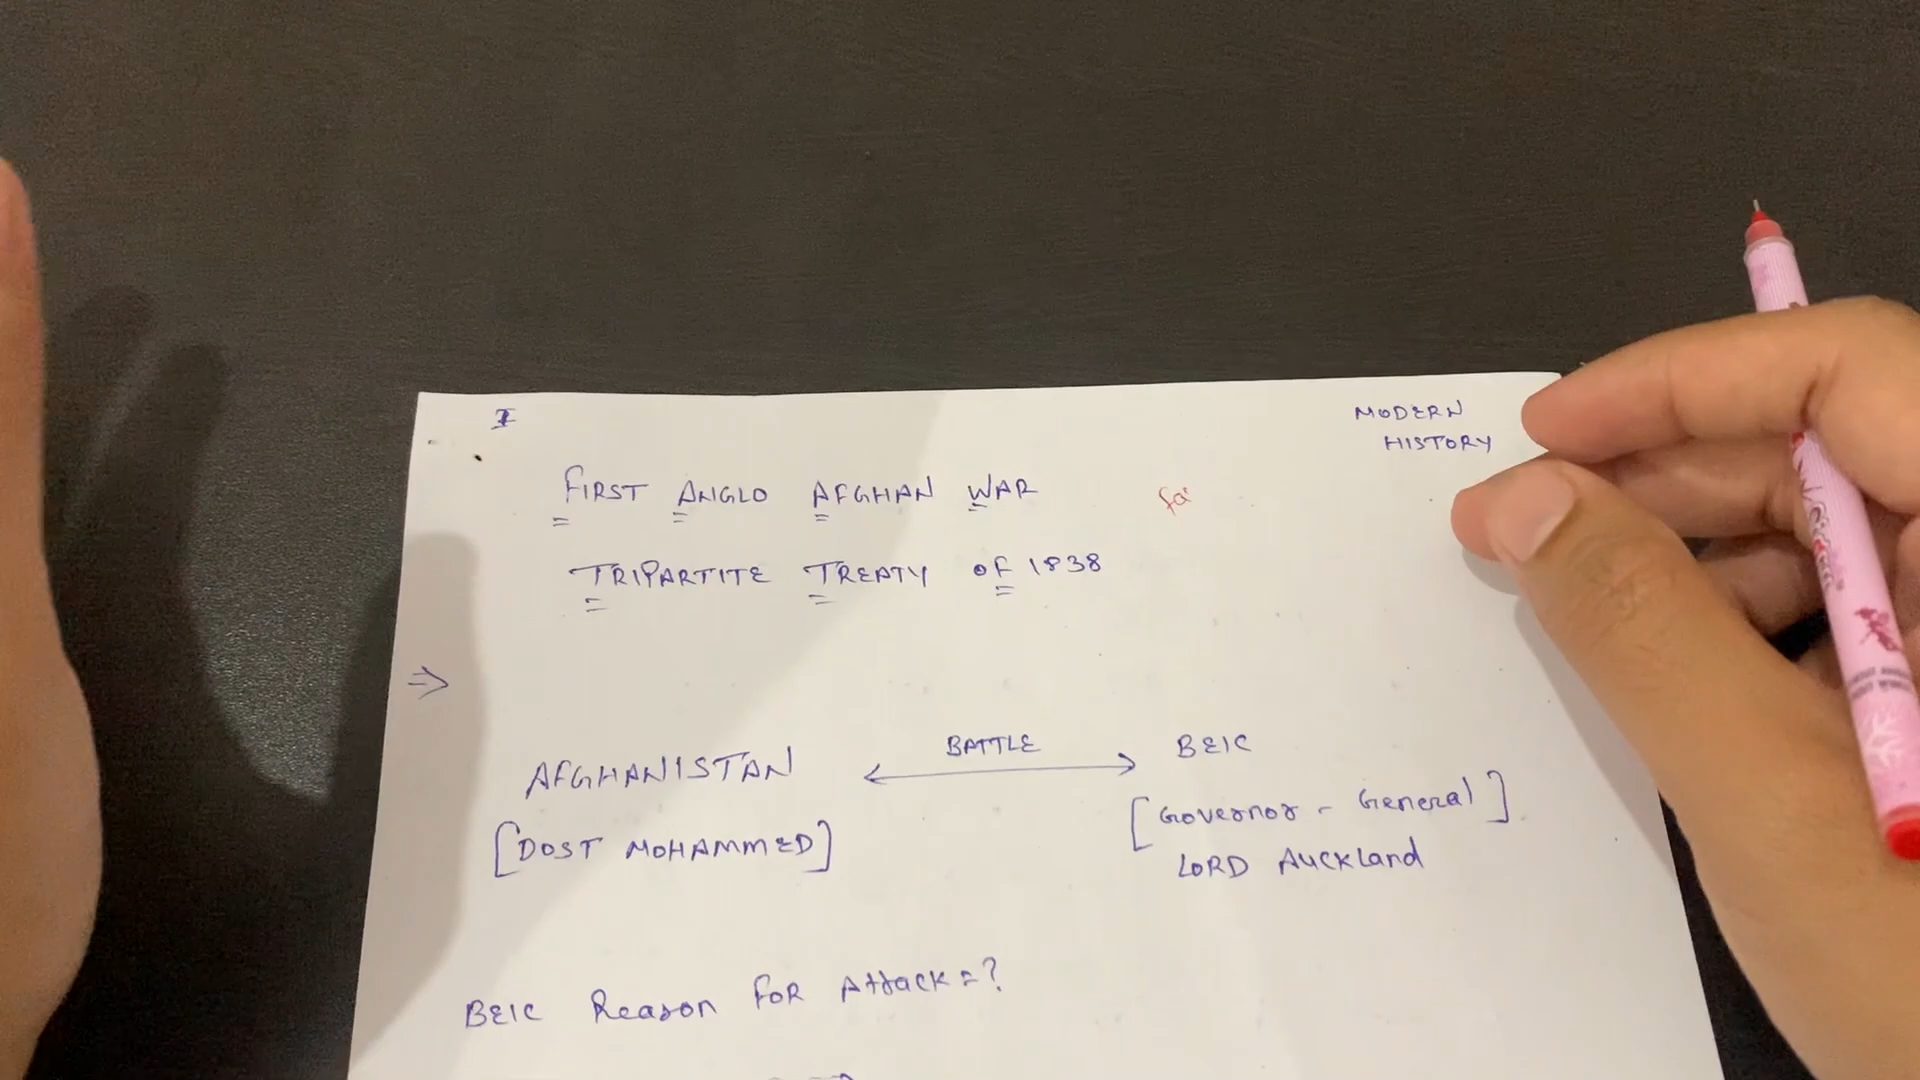 I
MODERN
HISTORY
FIRST ANGLO AFGHAN WAR
fai
TRIPARTITE TREATY OF 1838
⇒
AFGHANISTAN ← BATTLE → BEIC
[DOST MOHAMMED]
[Governor - General]
LORD Auckland
BEIC Reason FOR Attack = ?